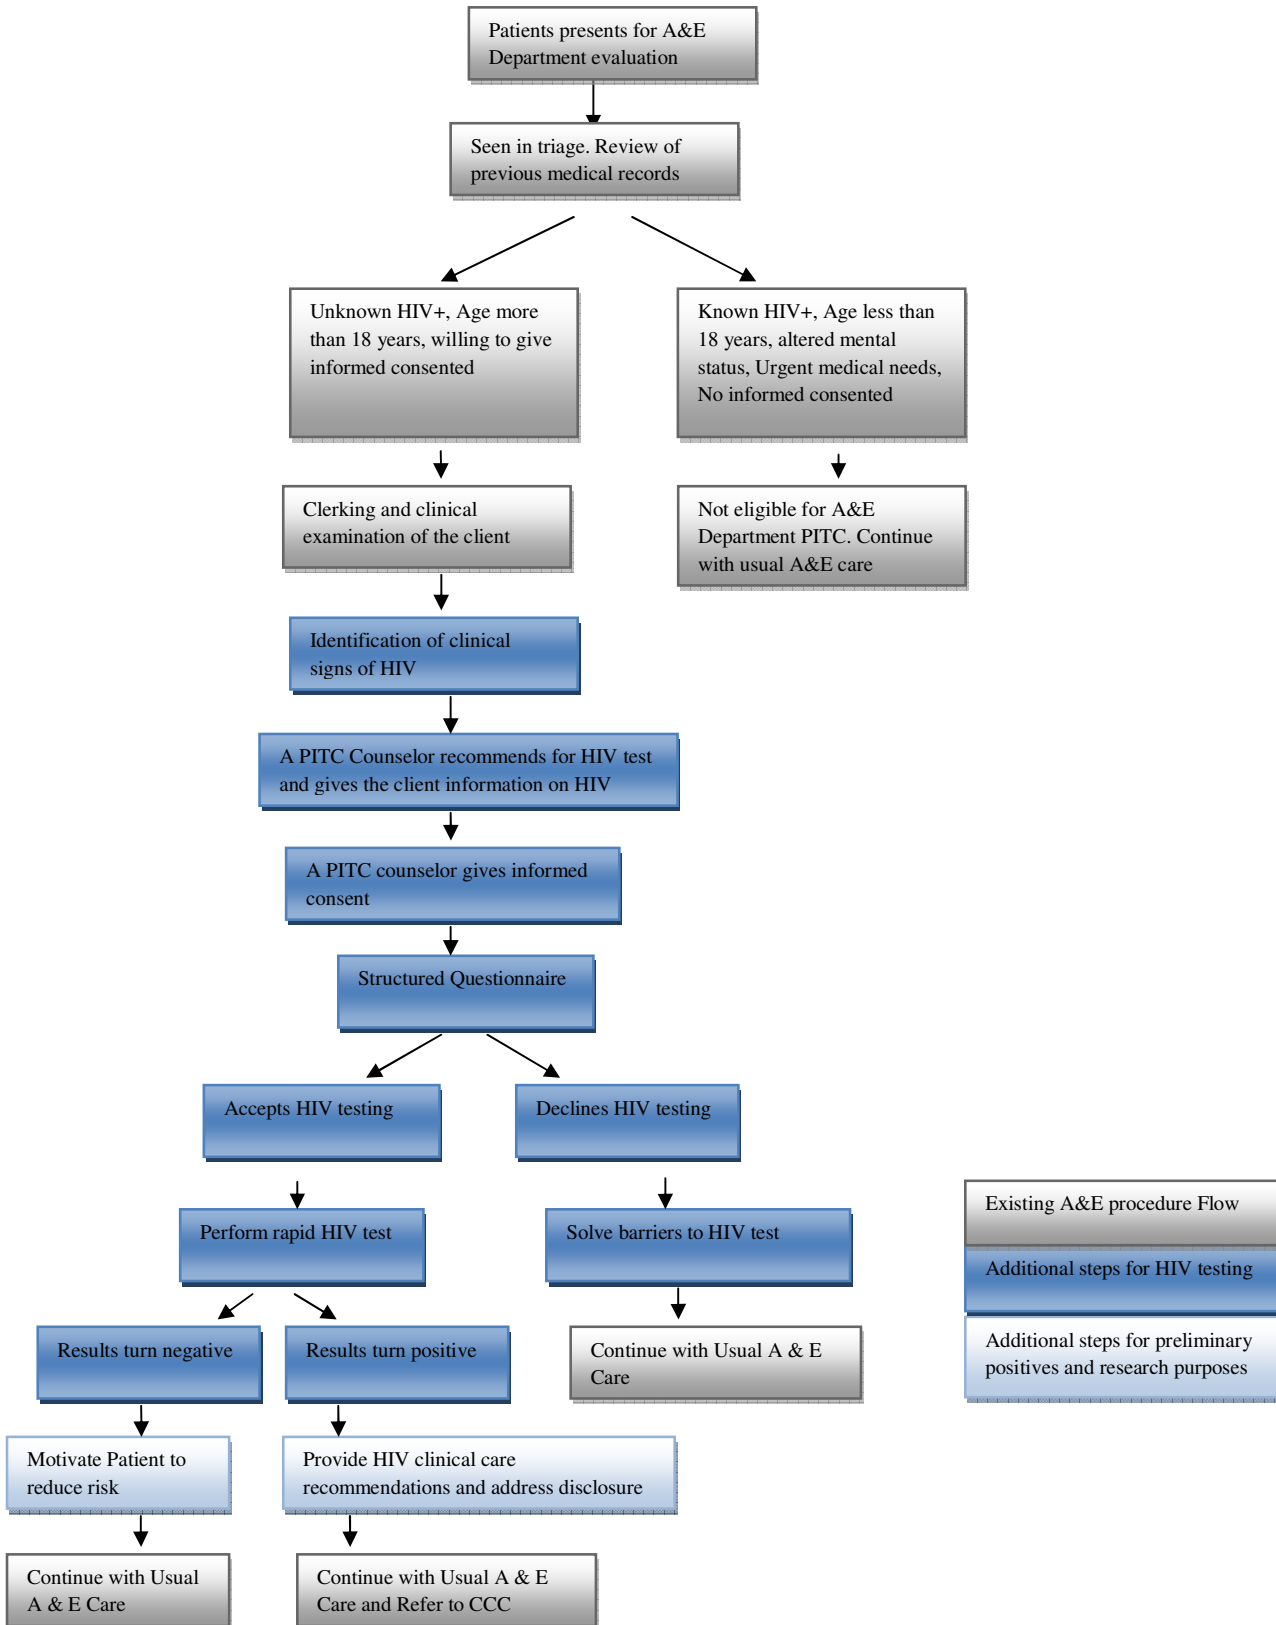 Patients presents for A&E
Department evaluation
Seen in triage. Review of
previous medical records
Unknown HIV+, Age more
than 18 years, willing to give
informed consented
Known HIV+, Age less than
18 years, altered mental
status, Urgent medical needs,
No informed consented
Clerking and clinical
examination of the client
Not eligible for A&E
Department PITC. Continue
with usual A&E care
Identification of clinical
signs of HIV
A PITC Counselor recommends for HIV test
and gives the client information on HIV
A PITC counselor gives informed
consent
Structured Questionnaire
Accepts HIV testing
Declines HIV testing
Perform rapid HIV test
Solve barriers to HIV test
Results turn negative
Results turn positive
Continue with Usual A & E
Care
Motivate Patient to
reduce risk
Provide HIV clinical care
recommendations and address disclosure
Continue with Usual
A & E Care
Continue with Usual A & E
Care and Refer to CCC
Existing A&E procedure Flow
Additional steps for HIV testing
Additional steps for preliminary
positives and research purposes